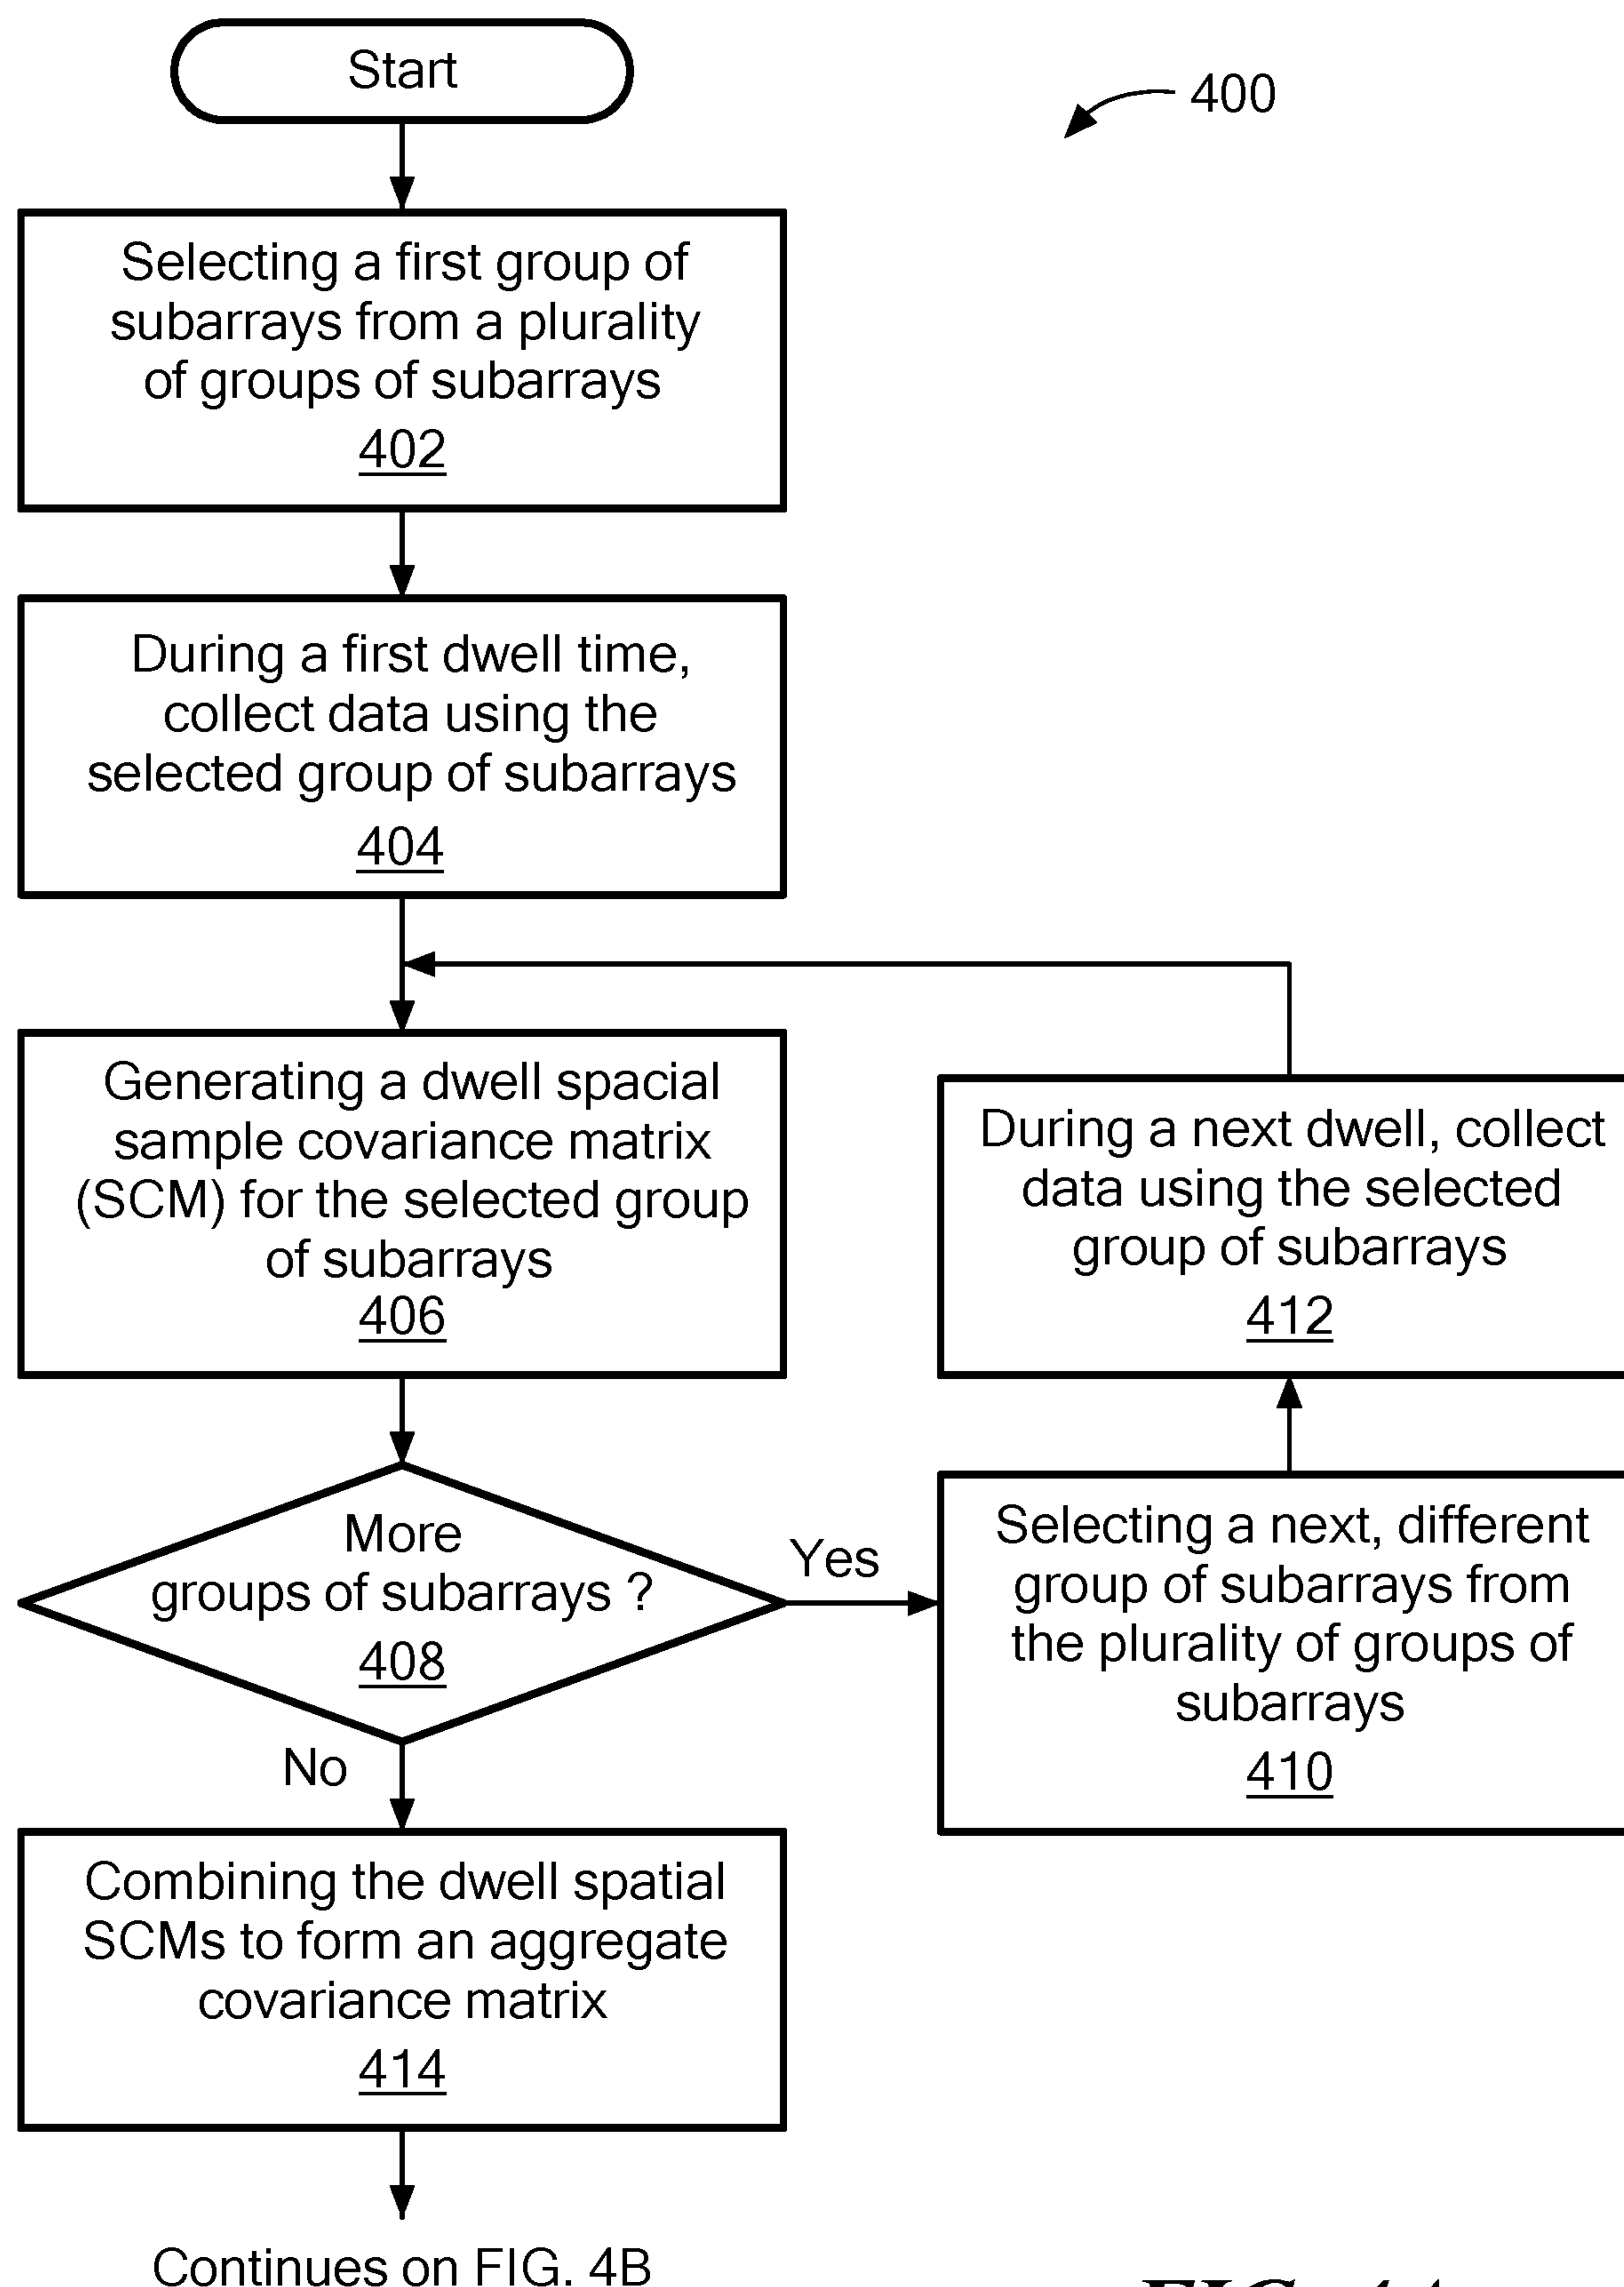 Start
400
Selecting a first group of
subarrays from a plurality
of groups of subarrays
402
During a first dwell time,
collect data using the
selected group of subarrays
404
Generating a dwell spacial
sample covariance matrix
(SCM) for the selected group
of subarrays
406
During a next dwell, collect
data using the selected
group of subarrays
412
More
groups of subarrays ?
408
Yes
No
Selecting a next, different
group of subarrays from
the plurality of groups of
subarrays
410
Combining the dwell spatial
SCMs to form an aggregate
covariance matrix
414
Continues on FIG. 4B